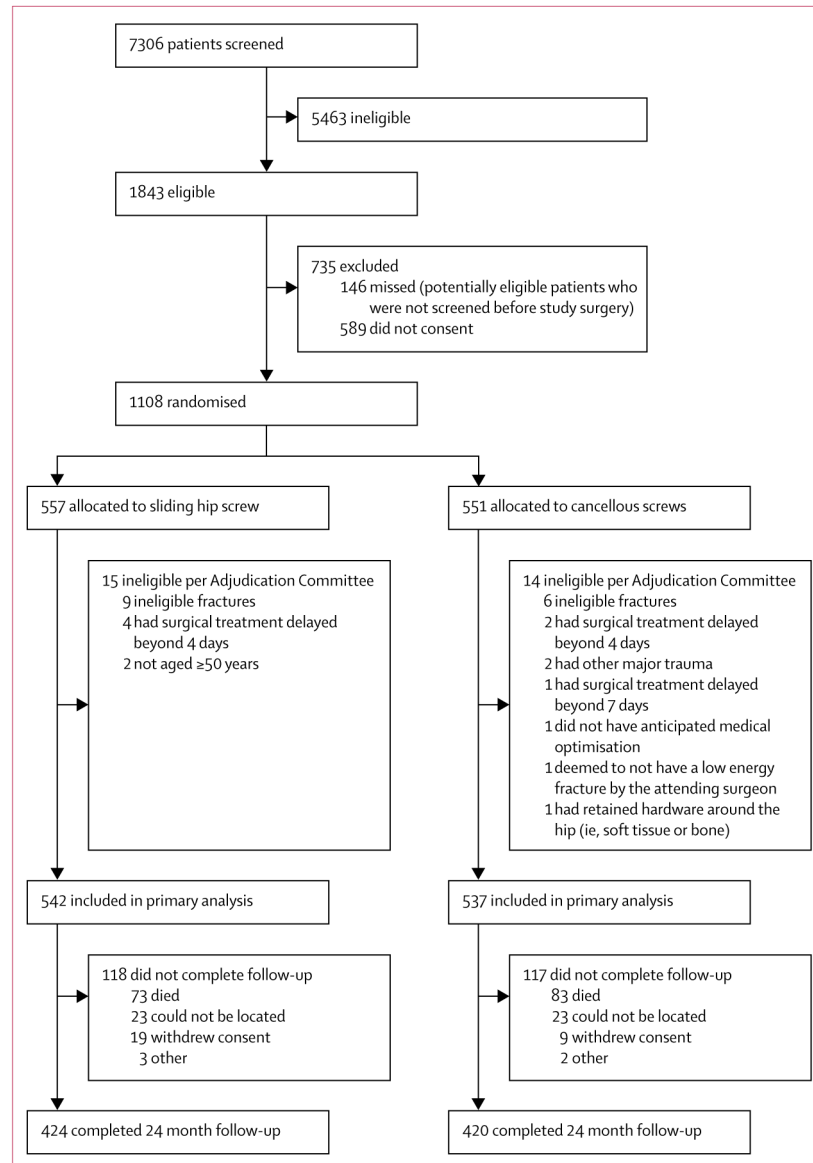 7306 patients screened
5463 ineligible
1843 eligible
735 excluded
146 missed (potentially eligible patients who
were not screened before study surgery)
589 did not consent
1108 randomised
557 allocated to sliding hip screw
551 allocated to cancellous screws
15 ineligible per Adjudication Committee
9 ineligible fractures
4 had surgical treatment delayed
beyond 4 days
2 not aged ≥50 years
14 ineligible per Adjudication Committee
6 ineligible fractures
2 had surgical treatment delayed
beyond 4 days
2 had other major trauma
1 had surgical treatment delayed
beyond 7 days
1 did not have anticipated medical
optimisation
1 deemed to not have a low energy
fracture by the attending surgeon
1 had retained hardware around the
hip (ie, soft tissue or bone)
542 included in primary analysis
537 included in primary analysis
118 did not complete follow-up
73 died
23 could not be located
19 withdrew consent
3 other
117 did not complete follow-up
83 died
23 could not be located
9 withdrew consent
2 other
424 completed 24 month follow-up
420 completed 24 month follow-up